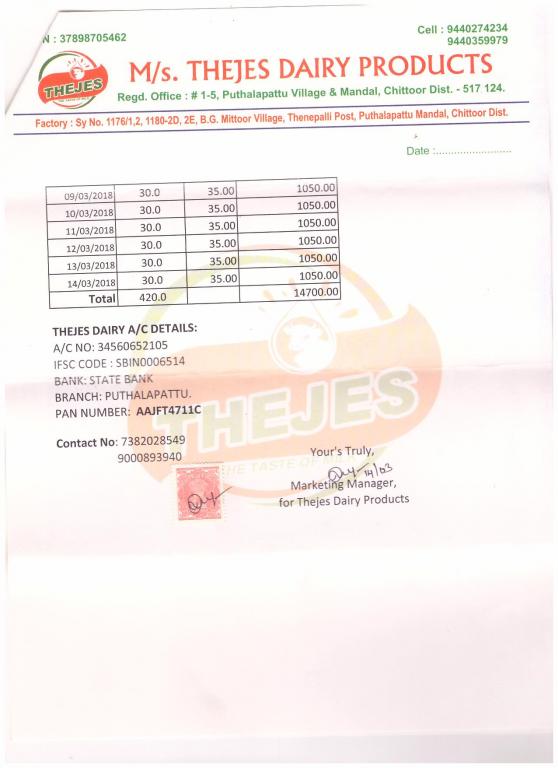 N : 37898705462
Cell : 9440274234
9440359979
THEJES
M/s. THEJES DAIRY PRODUCTS
Regd. Office : # 1-5, Puthalapattu Village & Mandal, Chittoor Dist. - 517 124.
Factory : Sy No. 1176/1,2, 1180-2D, 2E, B.G. Mittoor Village, Thenepalli Post, Puthalapattu Mandal, Chittoor Dist.
Date :..........................
09/03/2018 30.0 35.00 1050.00
10/03/2018 30.0 35.00 1050.00
11/03/2018 30.0 35.00 1050.00
12/03/2018 30.0 35.00 1050.00
13/03/2018 30.0 35.00 1050.00
14/03/2018 30.0 35.00 1050.00
Total 420.0 14700.00
THEJES DAIRY A/C DETAILS:
A/C NO: 34560652105
IFSC CODE : SBIN0006514
BANK: STATE BANK
BRANCH: PUTHALAPATTU.
PAN NUMBER: AAJFT4711C
THEJES
THE TASTE OF
Contact No: 7382028549
9000893940
Your's Truly,
14/03
Marketing Manager,
for Thejes Dairy Products